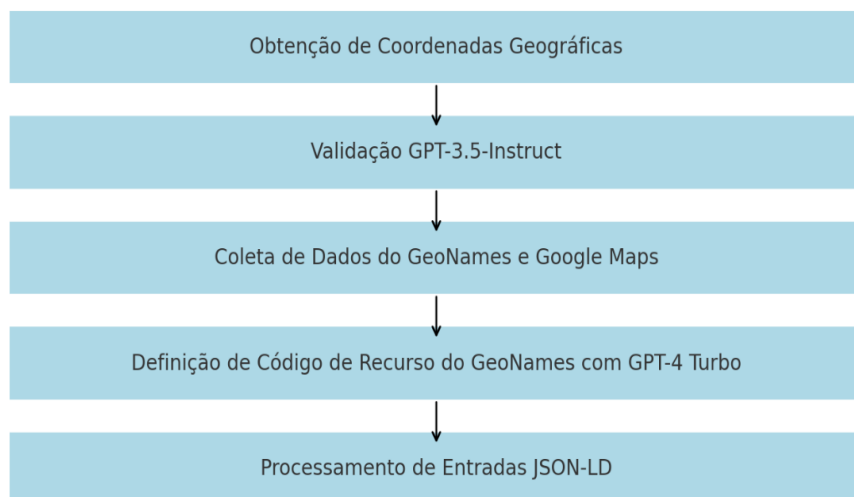 Obtenção de Coordenadas Geográficas
Validação GPT-3.5-Instruct
Coleta de Dados do GeoNames e Google Maps
Definição de Código de Recurso do GeoNames com GPT-4 Turbo
Processamento de Entradas JSON-LD